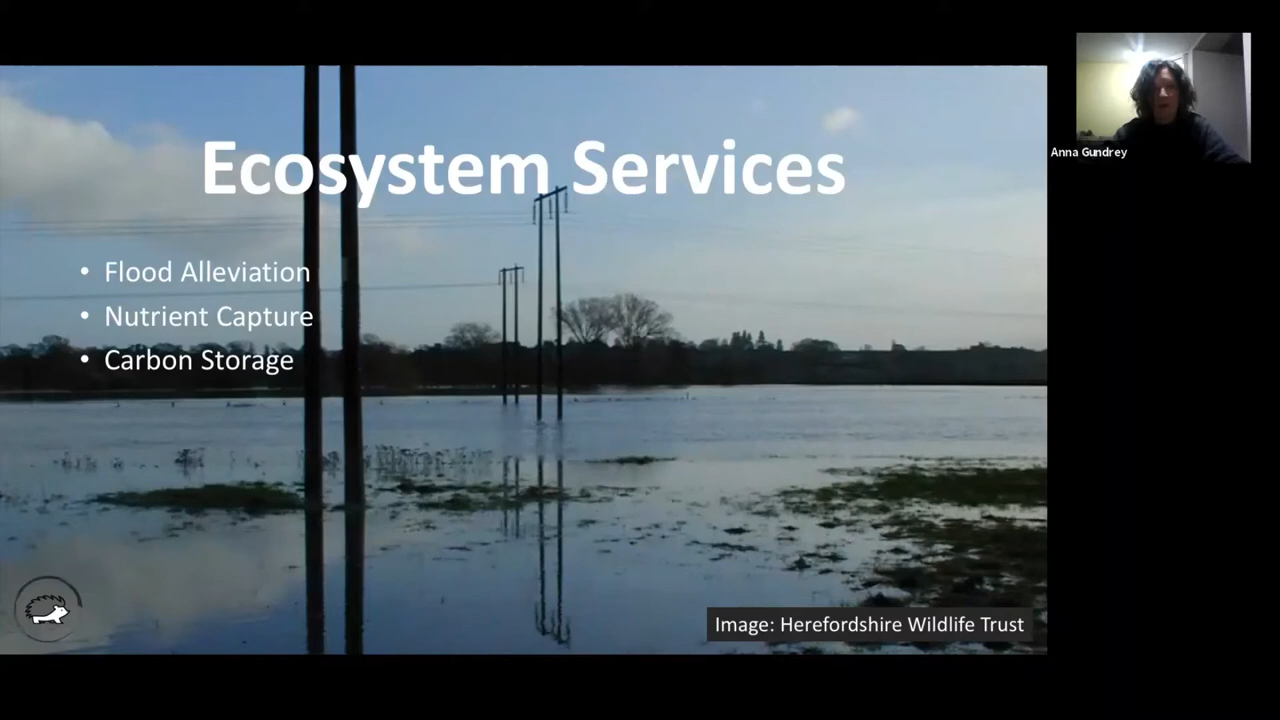 Ecosystem Services
• Flood Alleviation
• Nutrient Capture
• Carbon Storage
Image: Herefordshire Wildlife Trust
Anna Gundrey